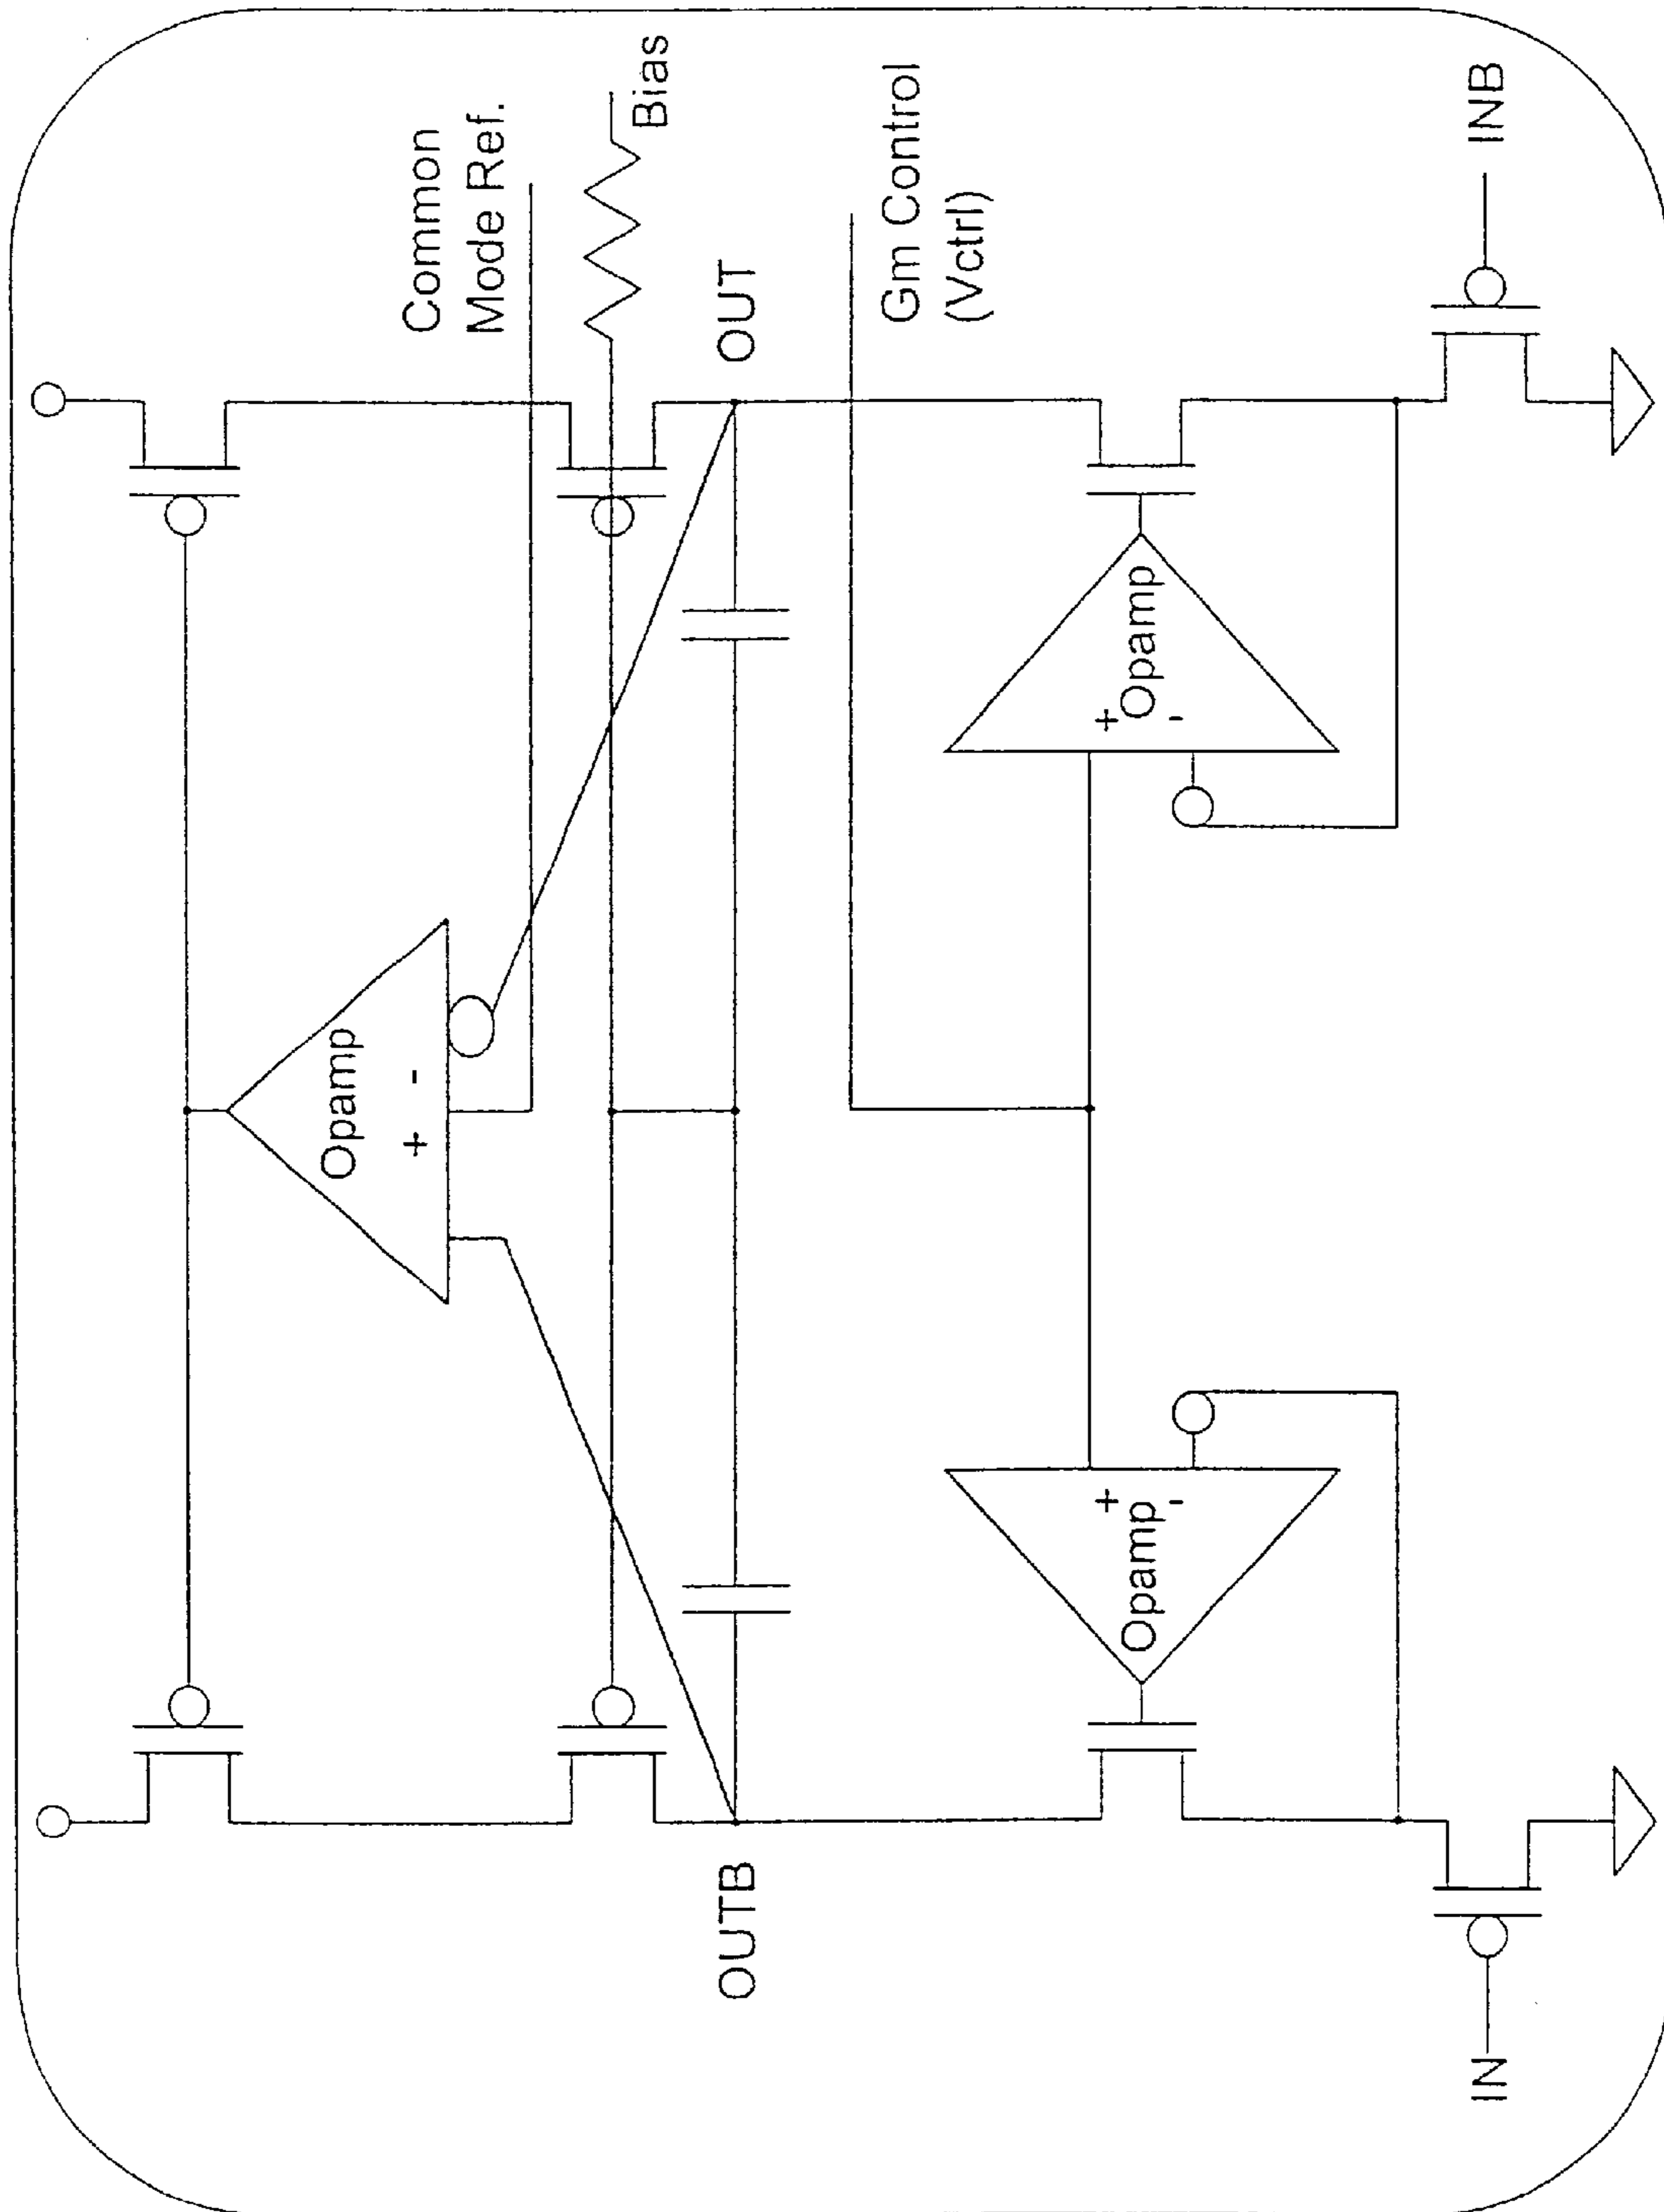 Common
Mode Ref.
Bias
Opamp
+ -
OUTB
OUT
Gm Control
(Vctrl)
Opamp
+
-
Opamp
+
-
IN
INB